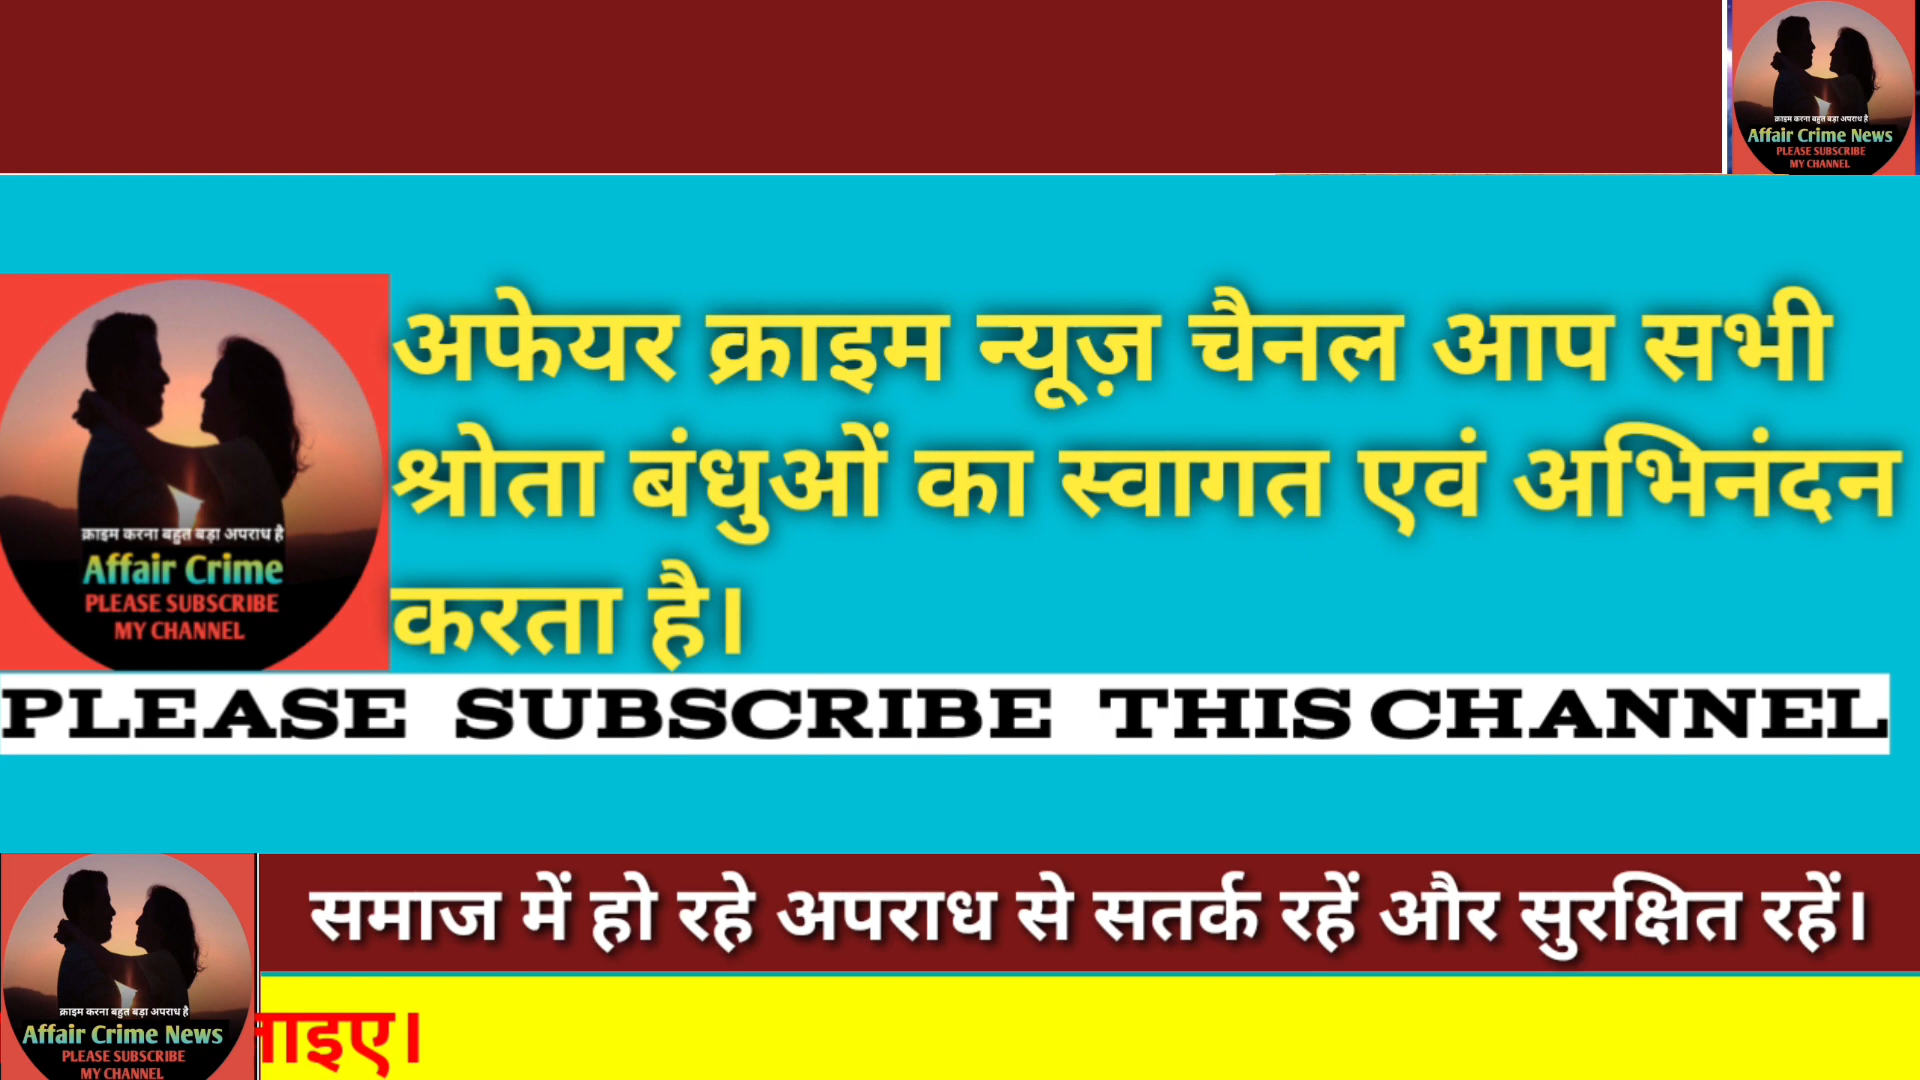 क्राइम करना बहुत बड़ा अपराध है
Affair Crime News
PLEASE SUBSCRIBE
MY CHANNEL
अफेयर क्राइम न्यूज़ चैनल आप सभी
श्रोता बंधुओं का स्वागत एवं अभिनंदन
करता है।
क्राइम करना बहुत बड़ा अपराध है
Affair Crime
PLEASE SUBSCRIBE
MY CHANNEL
PLEASE SUBSCRIBE THIS CHANNEL
समाज में हो रहे अपराध से सतर्क रहें और सुरक्षित रहें।
क्राइम करना बहुत बड़ा अपराध है
Affair Crime News
PLEASE SUBSCRIBE
MY CHANNEL